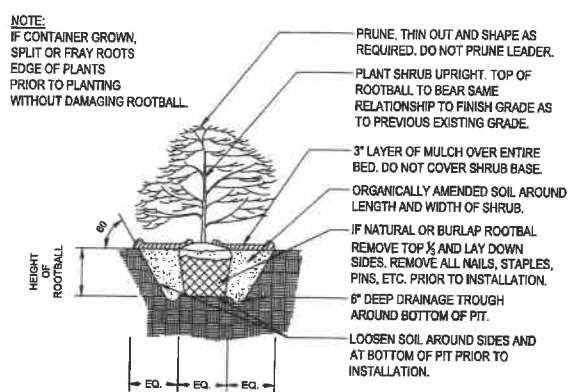 NOTE:
IF CONTAINER GROWN,
SPLIT OR FRAY ROOTS
EDGE OF PLANTS
PRIOR TO PLANTING
WITHOUT DAMAGING ROOTBALL.
PRUNE, THIN OUT AND SHAPE AS
REQUIRED. DO NOT PRUNE LEADER.
PLANT SHRUB UPRIGHT. TOP OF
ROOTBALL TO BEAR SAME
RELATIONSHIP TO FINISH GRADE AS
TO PREVIOUS EXISTING GRADE.
3" LAYER OF MULCH OVER ENTIRE
BED. DO NOT COVER SHRUB BASE.
ORGANICALLY AMENDED SOIL AROUND
LENGTH AND WIDTH OF SHRUB.
IF NATURAL OR BURLAP ROOTBAL
REMOVE TOP ⅓ AND LAY DOWN
SIDES. REMOVE ALL NAILS, STAPLES,
PINS, ETC. PRIOR TO INSTALLATION.
6" DEEP DRAINAGE TROUGH
AROUND BOTTOM OF PIT.
LOOSEN SOIL AROUND SIDES AND
AT BOTTOM OF PIT PRIOR TO
INSTALLATION.
60
HEIGHT OF
ROOTBALL
EQ.
EQ.
EQ.